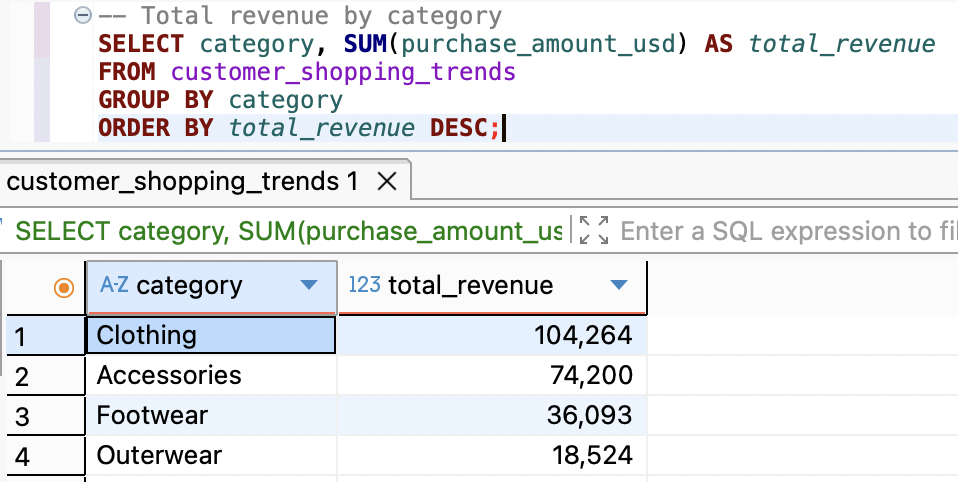 -- Total revenue by category
SELECT category, SUM(purchase_amount_usd) AS total_revenue
FROM customer_shopping_trends
GROUP BY category
ORDER BY total_revenue DESC;
customer_shopping_trends 1
SELECT category, SUM(purchase_amount_us Enter a SQL expression to fil
A-Z category 123 total_revenue
1 Clothing 104,264
2 Accessories 74,200
3 Footwear 36,093
4 Outerwear 18,524